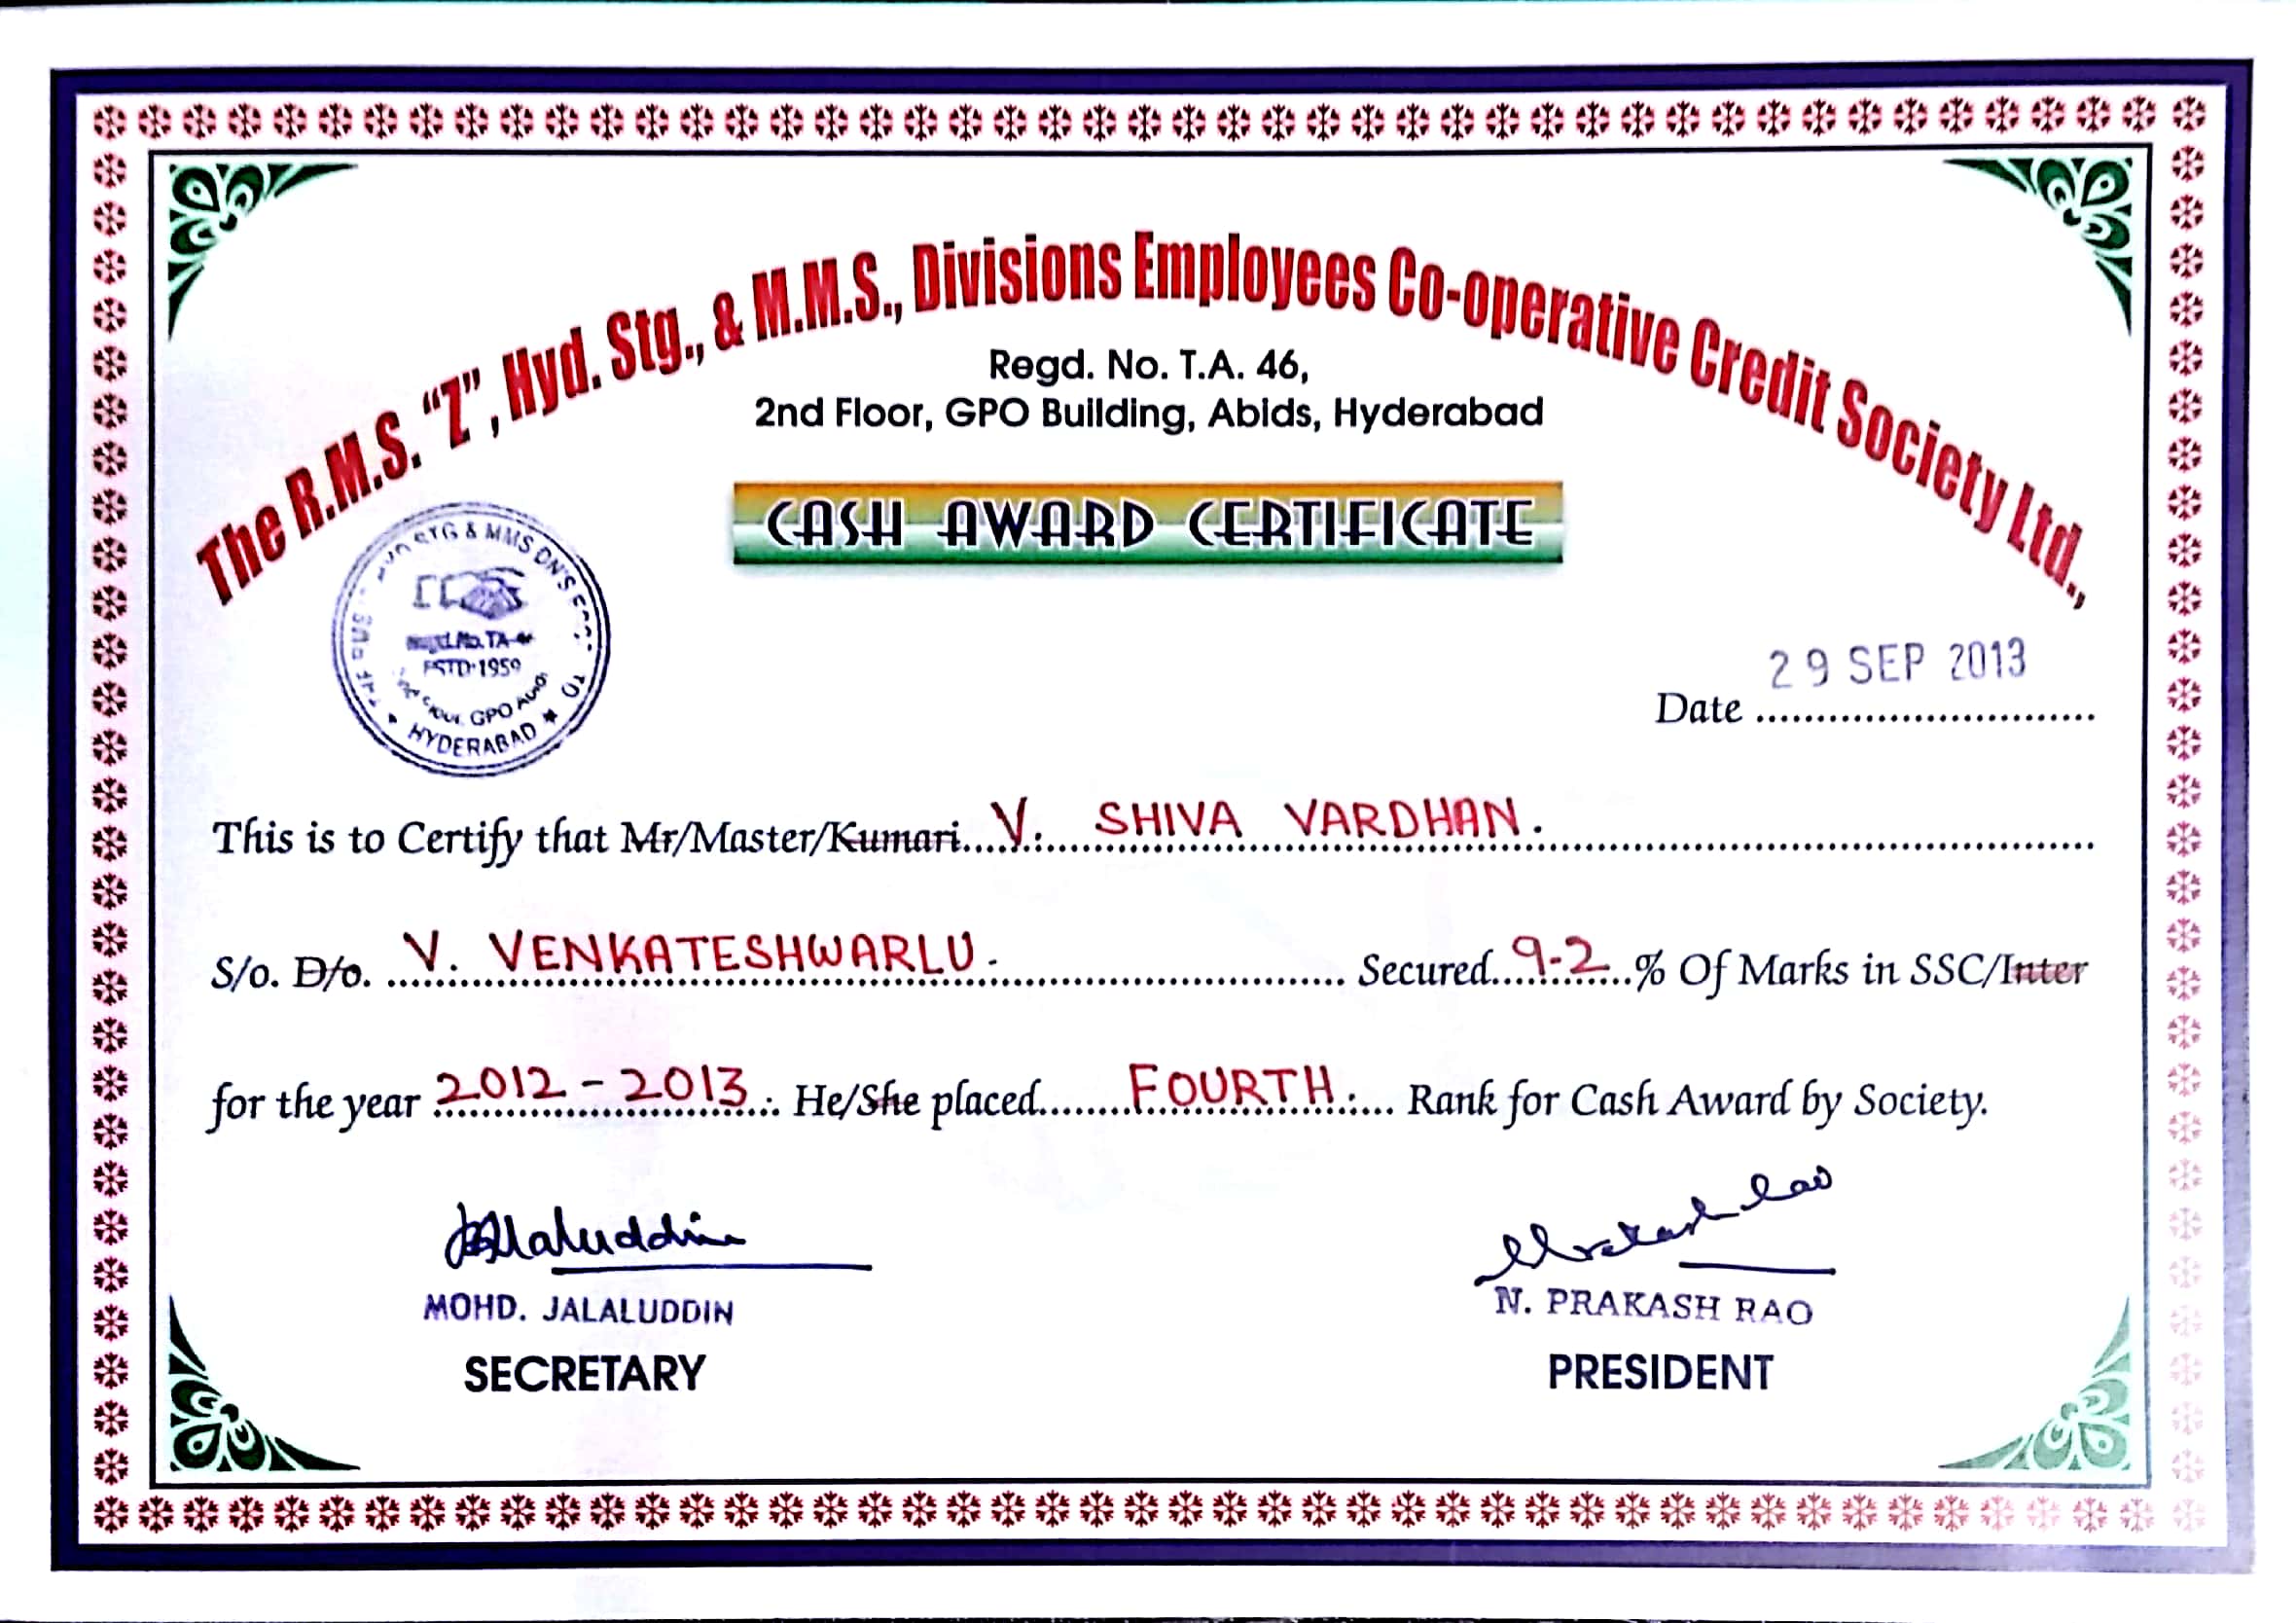 The R.M.S. "Z", Hyd. Stg., & M.M.S., Divisions Employees Co-operative Credit Society Ltd.,
Regd. No. T.A. 46,
2nd Floor, GPO Building, Abids, Hyderabad
CASH AWARD CERTIFICATE
STG & MMS DN'S
Regd.No.TA-46
ESTD-1959
GPO
HYDERABAD
29 SEP 2013
Date
This is to Certify that Mr/Master/Kumari V. SHIVA VARDHAN.
S/o. D/o. V. VENKATESHWARLU. Secured 9-2 % Of Marks in SSC/Inter
for the year 2012 - 2013. He/She placed FOURTH. Rank for Cash Award by Society.
Jalaluddin Prakash Rao
MOHD. JALALUDDIN N. PRAKASH RAO
SECRETARY PRESIDENT